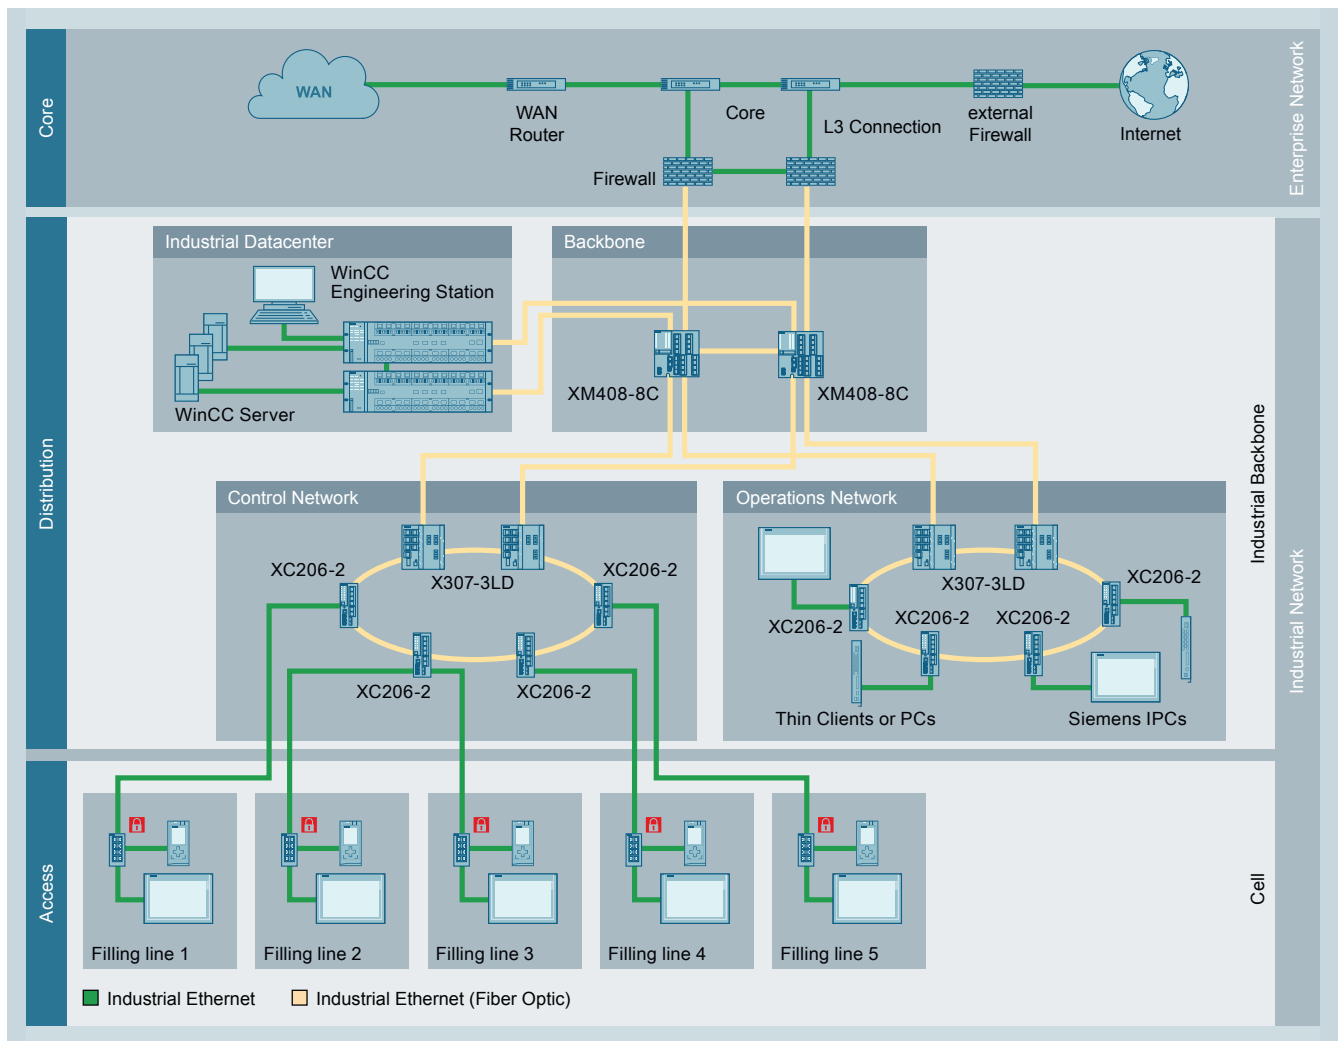 Core
Enterprise Network
WAN
WAN
Router
Core
L3 Connection
external
Firewall
Internet
Firewall
Distribution
Industrial Datacenter
WinCC
Engineering Station
WinCC Server
Backbone
XM408-8C
XM408-8C
Industrial Backbone
Industrial Network
Control Network
XC206-2
X307-3LD
XC206-2
XC206-2
XC206-2
Operations Network
X307-3LD
XC206-2
XC206-2
XC206-2
XC206-2
Thin Clients or PCs
Siemens IPCs
Access
Cell
Filling line 1
Filling line 2
Filling line 3
Filling line 4
Filling line 5
Industrial Ethernet
Industrial Ethernet (Fiber Optic)